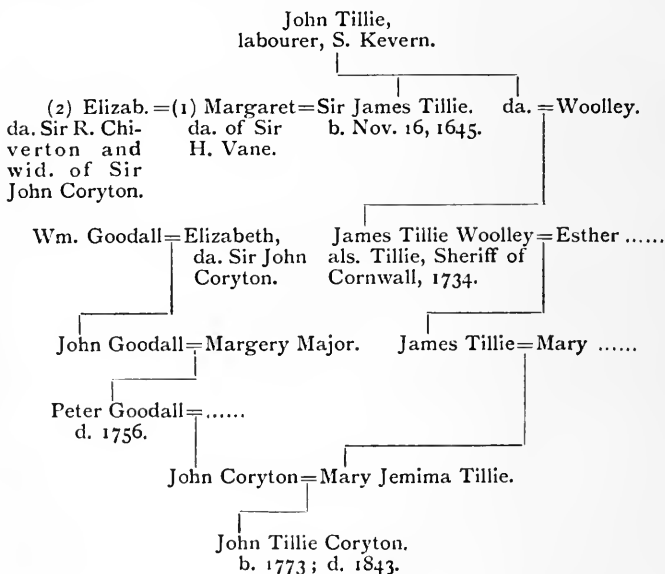 John Tillie,
labourer, S. Kevern.
(2) Elizab. = (1) Margaret = Sir James Tillie. da. = Woolley.
da. Sir R. Chi- da. of Sir b. Nov. 16, 1645.
verton and H. Vane.
wid. of Sir
John Coryton.
Wm. Goodall = Elizabeth, James Tillie Woolley = Esther ......
da. Sir John als. Tillie, Sheriff of
Coryton. Cornwall, 1734.
John Goodall = Margery Major. James Tillie = Mary ......
Peter Goodall = ......
d. 1756.
John Coryton = Mary Jemima Tillie.
John Tillie Coryton.
b. 1773; d. 1843.